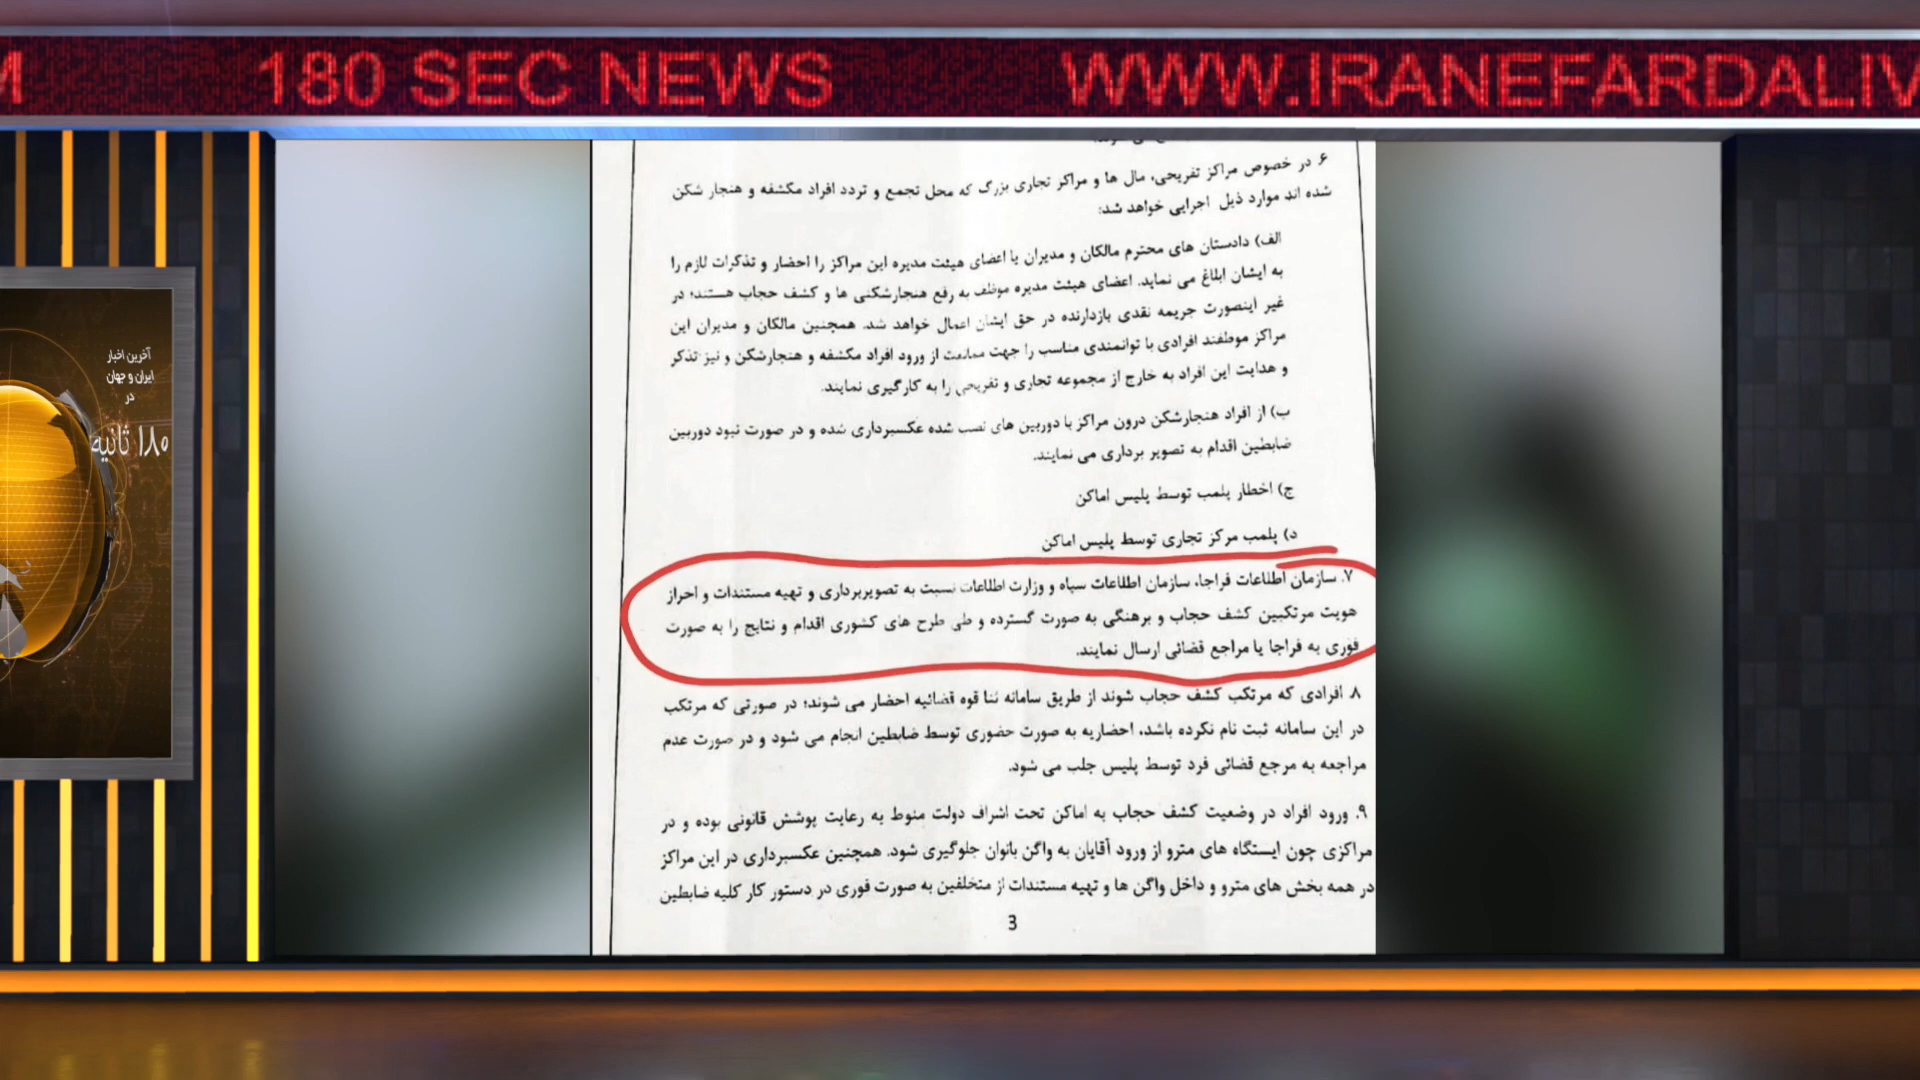 M 180 SEC NEWS WWW.IRANEFARDALIV
آخرین اخبار
ایران و جهان
در
۱۸۰ ثانیه
۶. در خصوص مراکز تفریحی، مال ها و مراکز تجاری بزرگ که محل تجمع و تردد افراد مکشفه و هنجار شکن
شده اند موارد ذیل اجرایی خواهد شد:
الف) دادستان های محترم مالکان و مدیران یا اعضای هیئت مدیره این مراکز را احضار و تذکرات لازم را
به ایشان ابلاغ می نماید. اعضای هیئت مدیره موظف به رفع هنجارشکنی ها و کشف حجاب هستند؛ در
غیر اینصورت جریمه نقدی بازدارنده در حق ایشان اعمال خواهد شد. همچنین مالکان و مدیران این
مراکز موظفند افرادی با توانمندی مناسب را جهت ممانعت از ورود افراد مکشفه و هنجارشکن و نیز تذکر
و هدایت این افراد به خارج از مجموعه تجاری و تفریحی را به کارگیری نمایند.
ب) از افراد هنجارشکن درون مراکز با دوربین های نصب شده عکسبرداری شده و در صورت نبود دوربین
ضابطین اقدام به تصویر برداری می نمایند.
ج) اخطار پلمب توسط پلیس اماکن
د) پلمب مرکز تجاری توسط پلیس اماکن
۷. سازمان اطلاعات فراجا، سازمان اطلاعات سپاه و وزارت اطلاعات نسبت به تصویربرداری و تهیه مستندات و احراز
هویت مرتکبین کشف حجاب و برهنگی به صورت گسترده و طی طرح های کشوری اقدام و نتایج را به صورت
فوری به فراجا یا مراجع قضائی ارسال نمایند.
۸. افرادی که مرتکب کشف حجاب شوند از طریق سامانه ثنا قوه قضائیه احضار می شوند؛ در صورتی که مرتکب
در این سامانه ثبت نام نکرده باشد، احضاریه به صورت حضوری توسط ضابطین انجام می شود و در صورت عدم
مراجعه به مرجع قضائی فرد توسط پلیس جلب می شود.
۹. ورود افراد در وضعیت کشف حجاب به اماکن تحت اشراف دولت منوط به رعایت پوشش قانونی بوده و در
مراکزی چون ایستگاه های مترو از ورود آقایان به واگن بانوان جلوگیری شود. همچنین عکسبرداری در این مراکز
در همه بخش های مترو و داخل واگن ها و تهیه مستندات از متخلفین به صورت فوری در دستور کار کلیه ضابطین
3